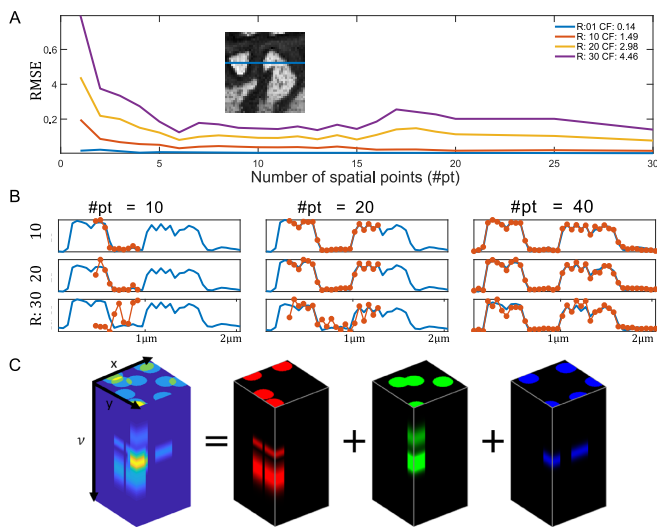 A
RMSE
0.6
0.4
0.2
0 5 10 15 20 25 30
Number of spatial points (#pt)
R:01 CF: 0.14
R: 10 CF: 1.49
R: 20 CF: 2.98
R: 30 CF: 4.46
B
#pt = 10 #pt = 20 #pt = 40
10
20
R: 30
1μm 2μm 1μm 2μm 1μm 2μm
C
x
y
ν
= + +